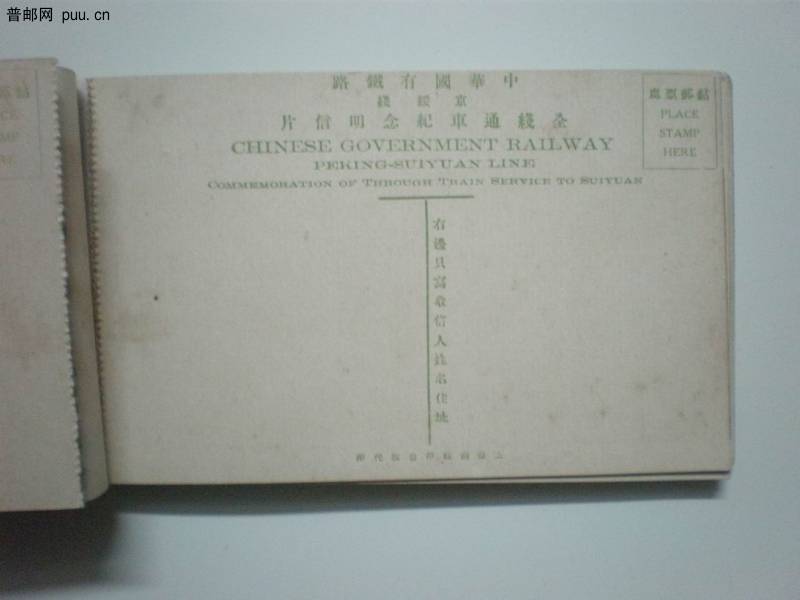 普邮网 puu.cn
路鐵有國華中
綫綏京
片信明念紀車通綫全
CHINESE GOVERNMENT RAILWAY
PEKING-SUIYUAN LINE
COMMEMORATION OF THROUGH TRAIN SERVICE TO SUIYUAN
處票郵黏
PLACE
STAMP
HERE
右邊只寫收信人姓名住址